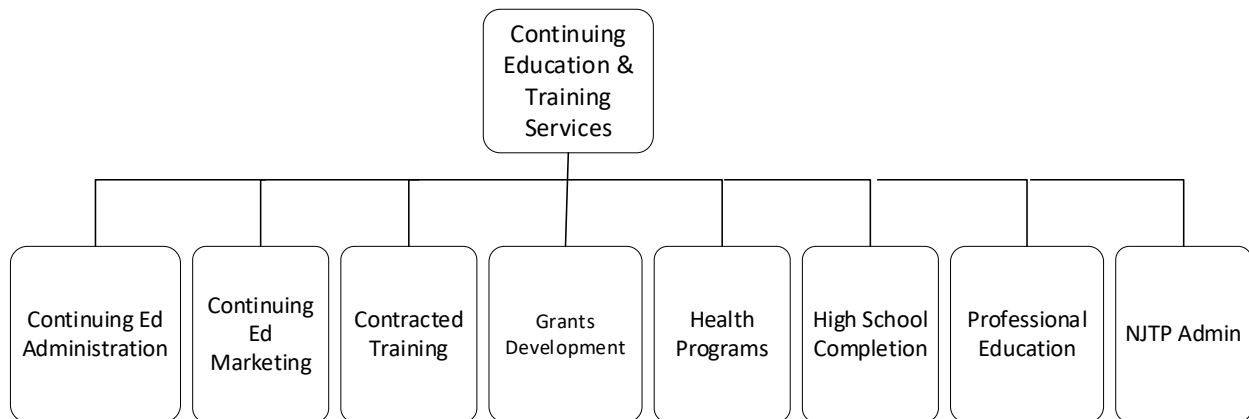 Continuing
Education &
Training
Services
Continuing Ed
Administration
Continuing
Ed
Marketing
Contracted
Training
Grants
Development
Health
Programs
High School
Completion
Professional
Education
NJTP Admin